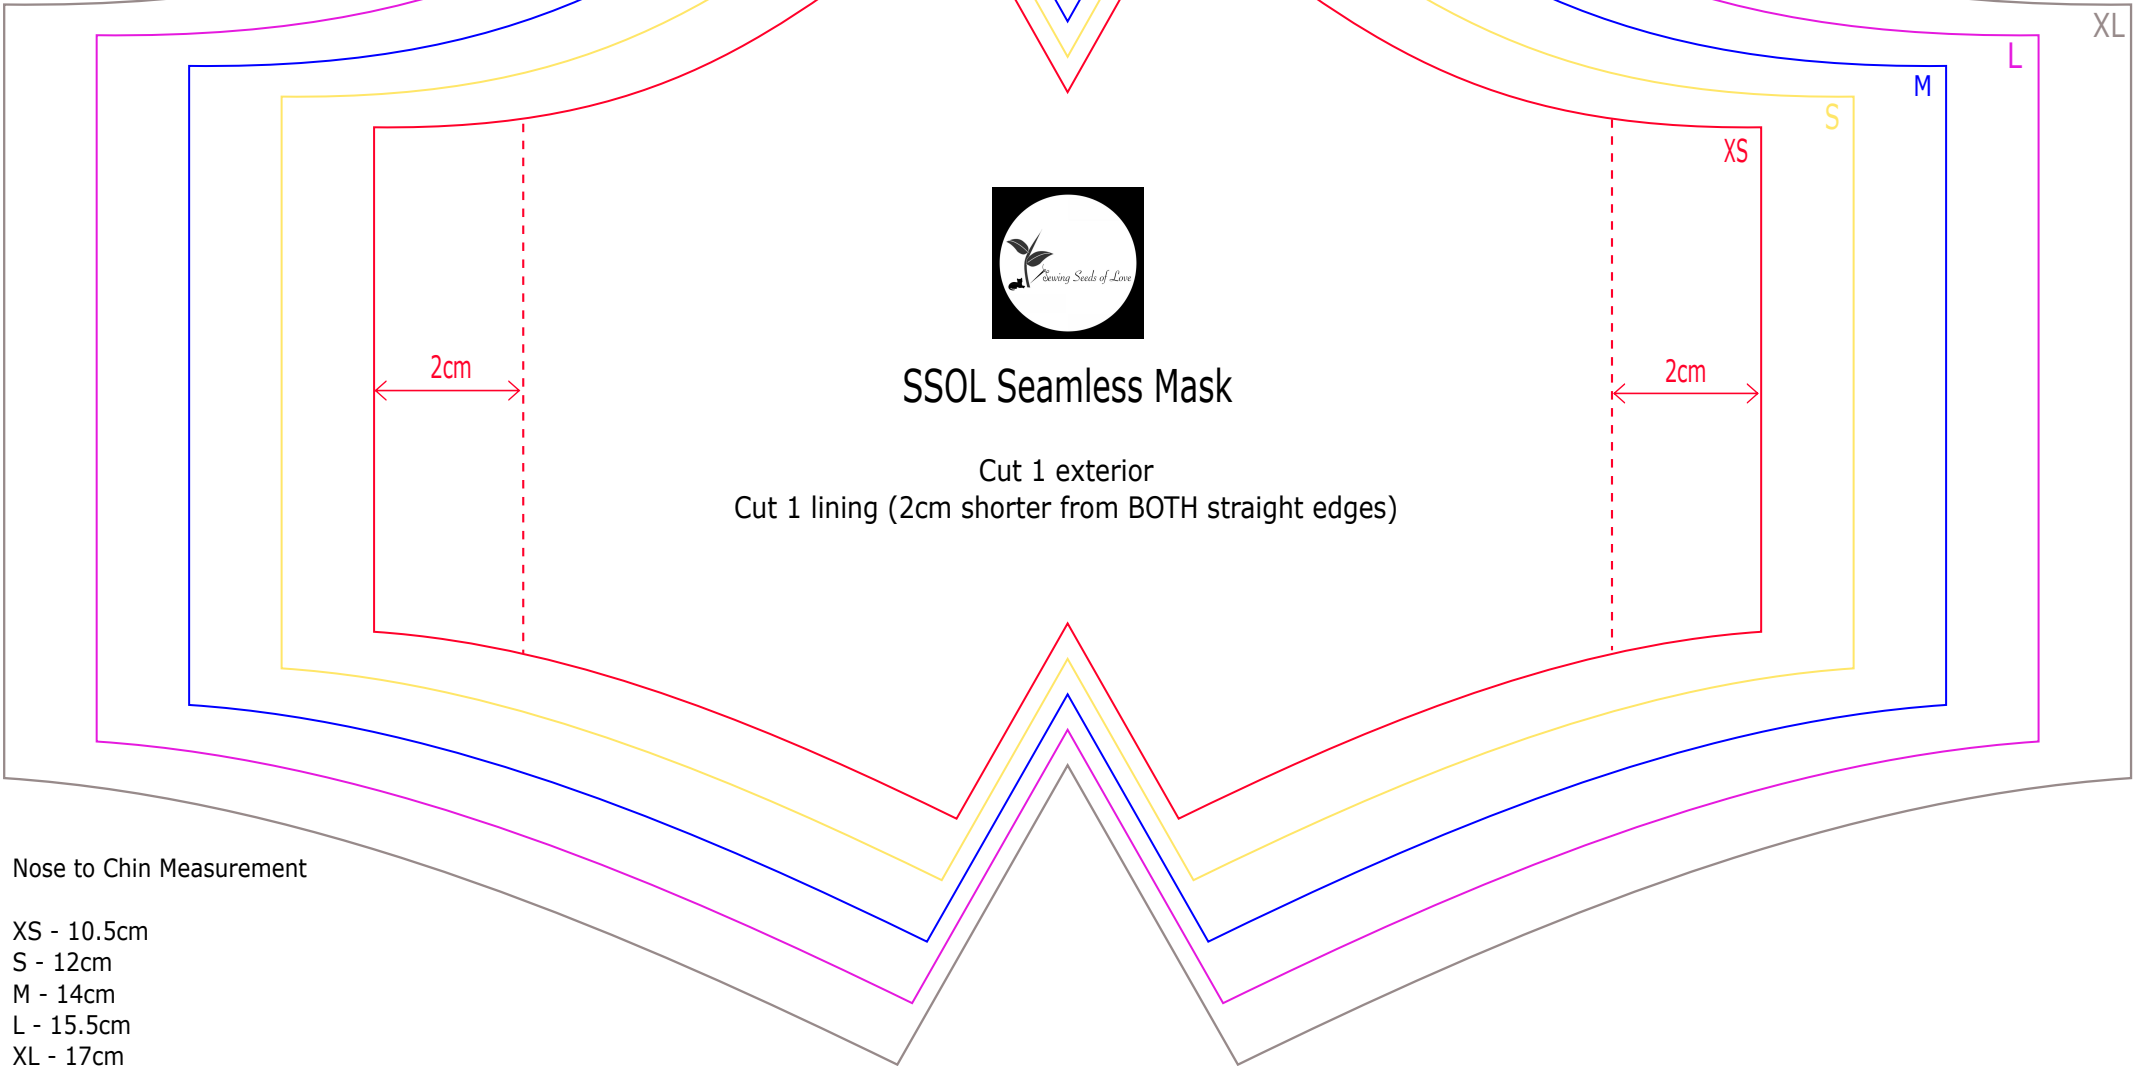 XL
L
M
S
XS
Sewing Seeds of Love
2cm
2cm
SSOL Seamless Mask
Cut 1 exterior
Cut 1 lining (2cm shorter from BOTH straight edges)
Nose to Chin Measurement
XS - 10.5cm
S - 12cm
M - 14cm
L - 15.5cm
XL - 17cm